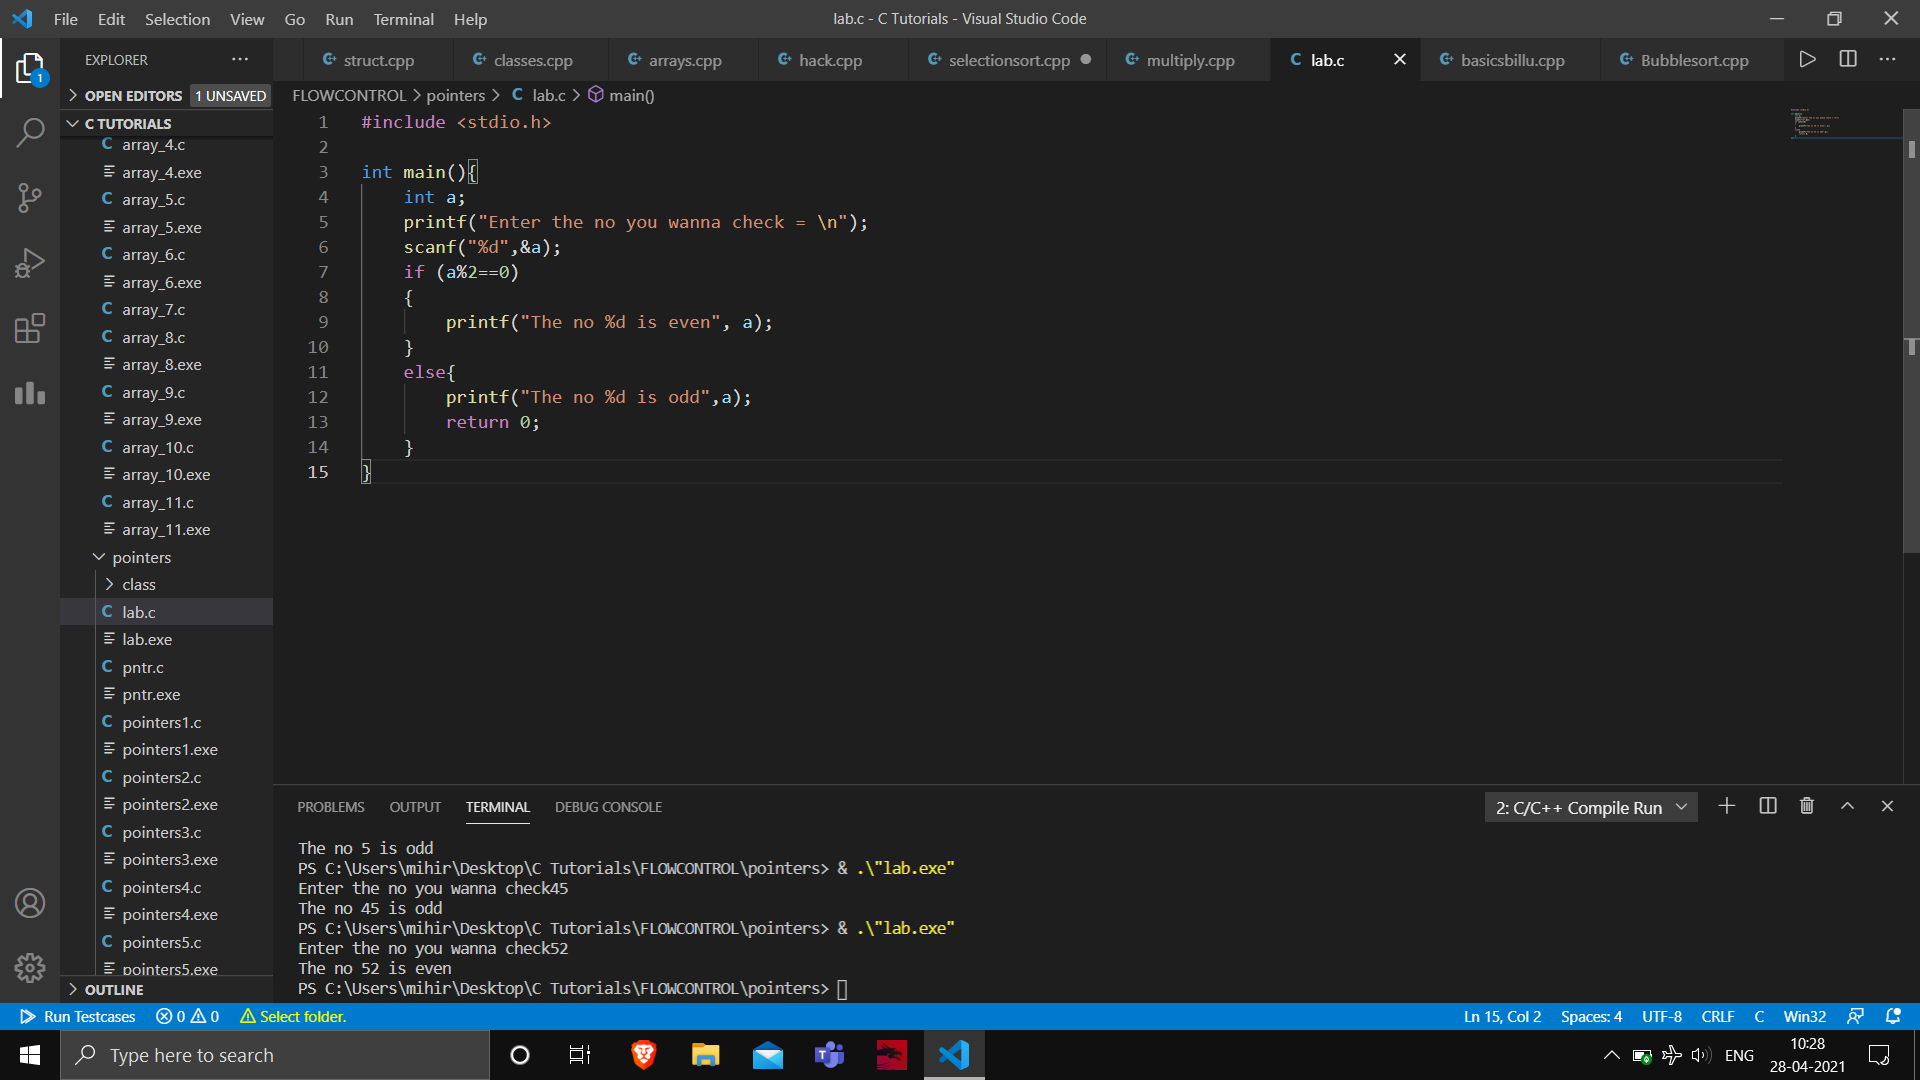 File Edit Selection View Go Run Terminal Help
lab.c - C Tutorials - Visual Studio Code
EXPLORER
struct.cpp classes.cpp arrays.cpp hack.cpp selectionsort.cpp multiply.cpp lab.c basicsbillu.cpp Bubblesort.cpp
1
OPEN EDITORS 1 UNSAVED
C TUTORIALS
array_4.c
array_4.exe
array_5.c
array_5.exe
array_6.c
array_6.exe
array_7.c
array_8.c
array_8.exe
array_9.c
array_9.exe
array_10.c
array_10.exe
array_11.c
array_11.exe
pointers
class
lab.c
lab.exe
pntr.c
pntr.exe
pointers1.c
pointers1.exe
pointers2.c
pointers2.exe
pointers3.c
pointers3.exe
pointers4.c
pointers4.exe
pointers5.c
pointers5.exe
OUTLINE
FLOWCONTROL > pointers > C lab.c > main()
1 #include <stdio.h>
2
3 int main(){
4 int a;
5 printf("Enter the no you wanna check = \n");
6 scanf("%d",&a);
7 if (a%2==0)
8 {
9 printf("The no %d is even", a);
10 }
11 else{
12 printf("The no %d is odd",a);
13 return 0;
14 }
15 }
PROBLEMS OUTPUT TERMINAL DEBUG CONSOLE
2: C/C++ Compile Run
The no 5 is odd
PS C:\Users\mihir\Desktop\C Tutorials\FLOWCONTROL\pointers> & .\"lab.exe"
Enter the no you wanna check45
The no 45 is odd
PS C:\Users\mihir\Desktop\C Tutorials\FLOWCONTROL\pointers> & .\"lab.exe"
Enter the no you wanna check52
The no 52 is even
PS C:\Users\mihir\Desktop\C Tutorials\FLOWCONTROL\pointers>
Run Testcases 0 0 Select folder.
Ln 15, Col 2 Spaces: 4 UTF-8 CRLF C Win32
Type here to search
ENG
10:28
28-04-2021